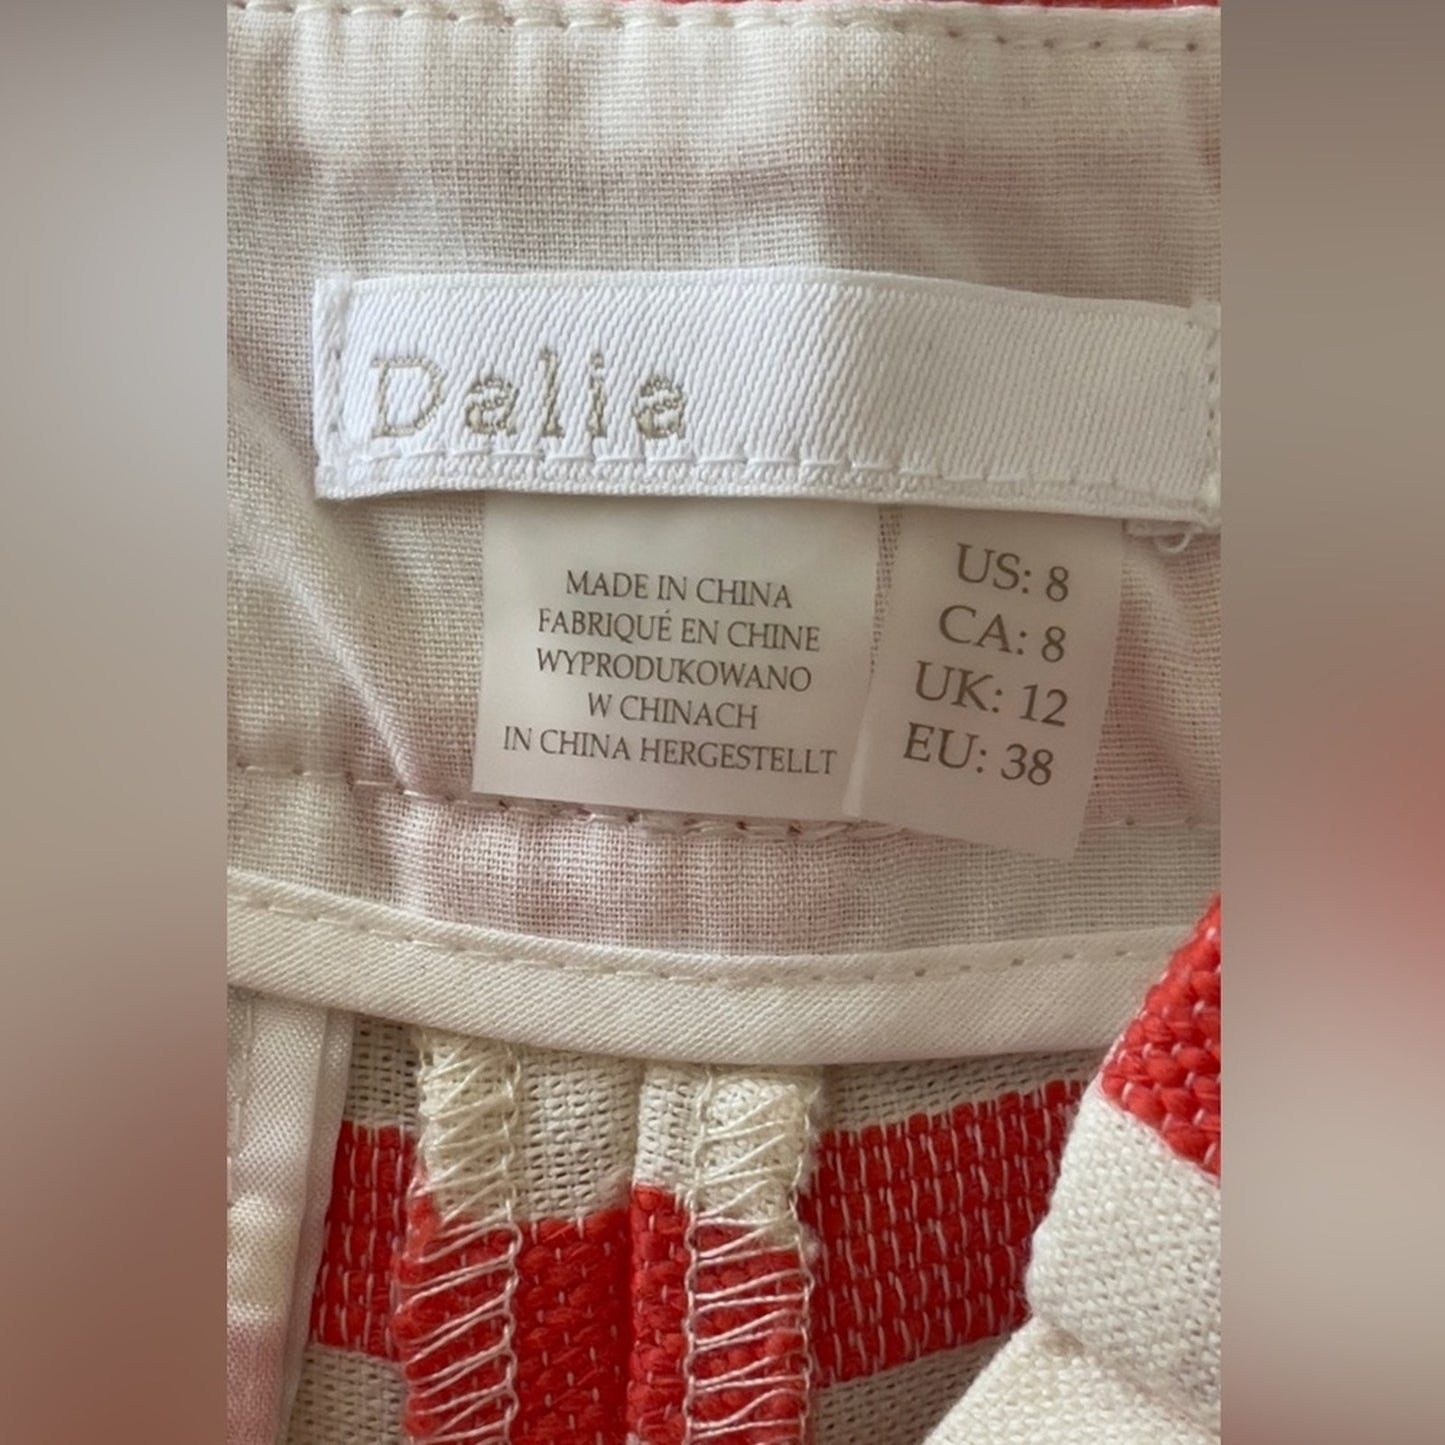 Dalia
MADE IN CHINA
FABRIQUÉ EN CHINE
WYPRODUKOWANO
W CHINACH
IN CHINA HERGESTELLT
US: 8
CA: 8
UK: 12
EU: 38